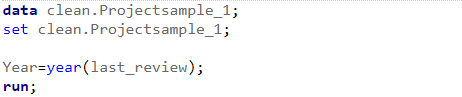 data clean.Projectsample_1;
set clean.Projectsample_1;
Year=year(last_review);
run;